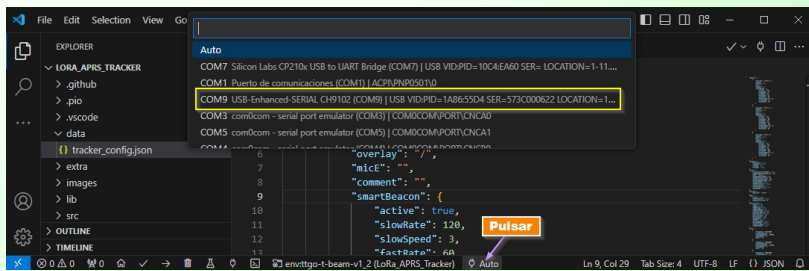 File Edit Selection View Go
EXPLORER
LORA_APRS_TRACKER
.github
.pio
.vscode
data
{} tracker_config.json
extra
images
lib
src
OUTLINE
TIMELINE
Auto
COM7 Silicon Labs CP210x USB to UART Bridge (COM7) | USB VID:PID=10C4:EA60 SER= LOCATION=1-11....
COM1 Puerto de comunicaciones (COM1) | ACPI\PNP0501\0
COM9 USB-Enhanced-SERIAL CH9102 (COM9) | USB VID:PID=1A86:55D4 SER=573C000622 LOCATION=1...
COM3 com0com - serial port emulator (COM3) | COM0COM\PORT\CNCA0
COM5 com0com - serial port emulator (COM5) | COM0COM\PORT\CNCA1
6 "overlay": "/",
7 "micE": "",
8 "comment": "",
9 "smartBeacon": {
10 "active": true,
11 "slowRate": 120,
12 "slowSpeed": 3,
13 "fastRate": 60
Pulsar
0 0 0 env:ttgo-t-beam-v1_2 (LoRa_APRS_Tracker) Auto Ln 9, Col 29 Tab Size: 4 UTF-8 LF {} JSON